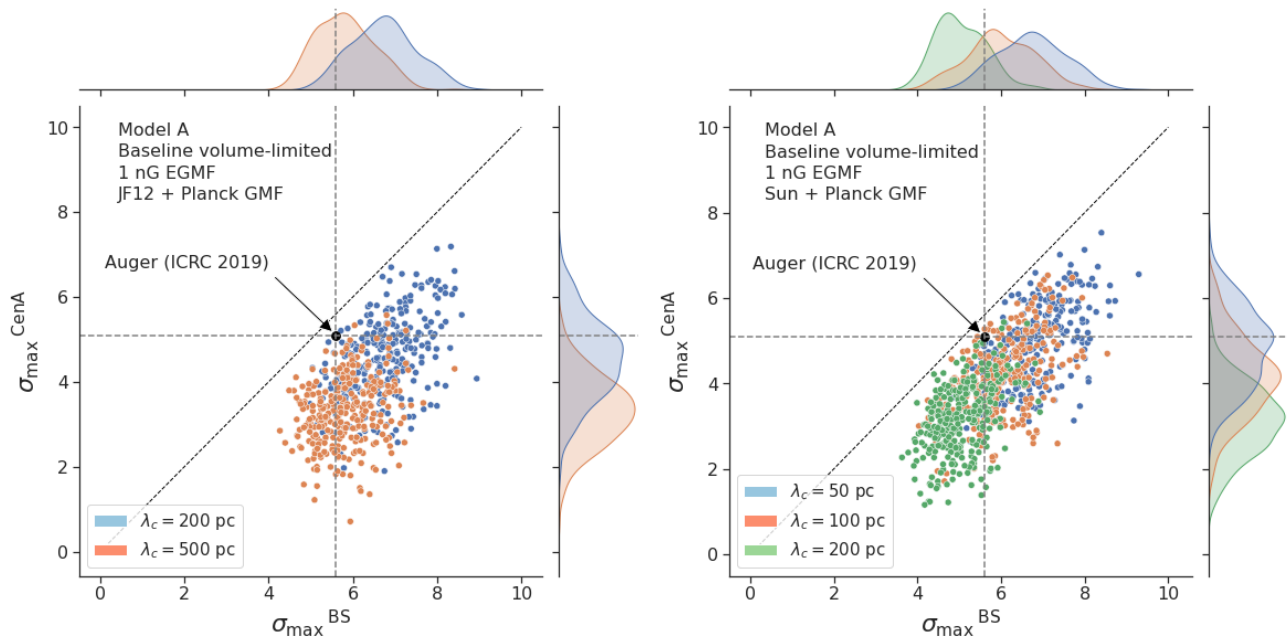 Model A
Baseline volume-limited
1 nG EGMF
JF12 + Planck GMF
Auger (ICRC 2019)
λc = 200 pc
λc = 500 pc
10
8
6
4
2
0
σmax CenA
0 2 4 6 8 10
σmax BS
Model A
Baseline volume-limited
1 nG EGMF
Sun + Planck GMF
Auger (ICRC 2019)
λc = 50 pc
λc = 100 pc
λc = 200 pc
10
8
6
4
2
0
σmax CenA
0 2 4 6 8 10
σmax BS